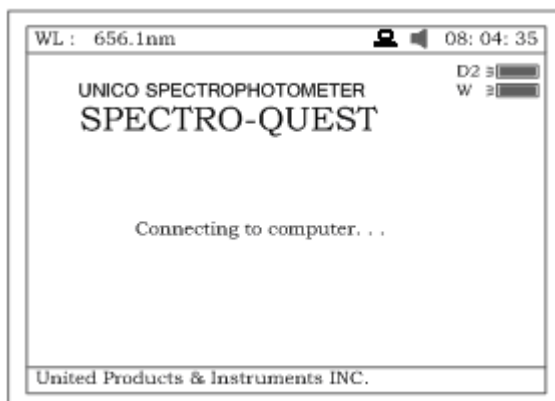 WL : 656.1nm 08: 04: 35
D2
W
UNICO SPECTROPHOTOMETER
SPECTRO-QUEST
Connecting to computer. . .
United Products & Instruments INC.